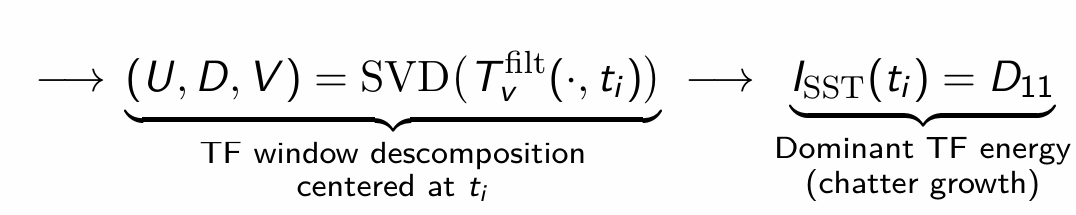 ⟶ (U, D, V) = SVD(T_v^filt(·, t_i)) ⟶ I_SST(t_i) = D_11
TF window descomposition
centered at t_i
Dominant TF energy
(chatter growth)